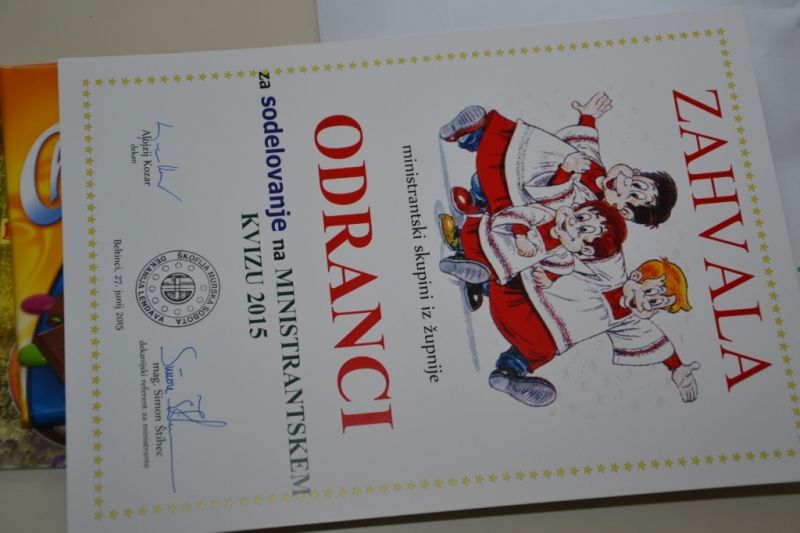 ZAHVALA
ministrantski skupini iz župnije
ODRANCI
za sodelovanje na MINISTRANTSKEM
KVIZU 2015
Alojzij Kozar
dekan
ŠKOFIJA MURSKA SOBOTA
DEKANIJA LENDAVA
mag. Simon Štihec
dekanijski referent za ministrante
Beltinci, 27. junij 2015